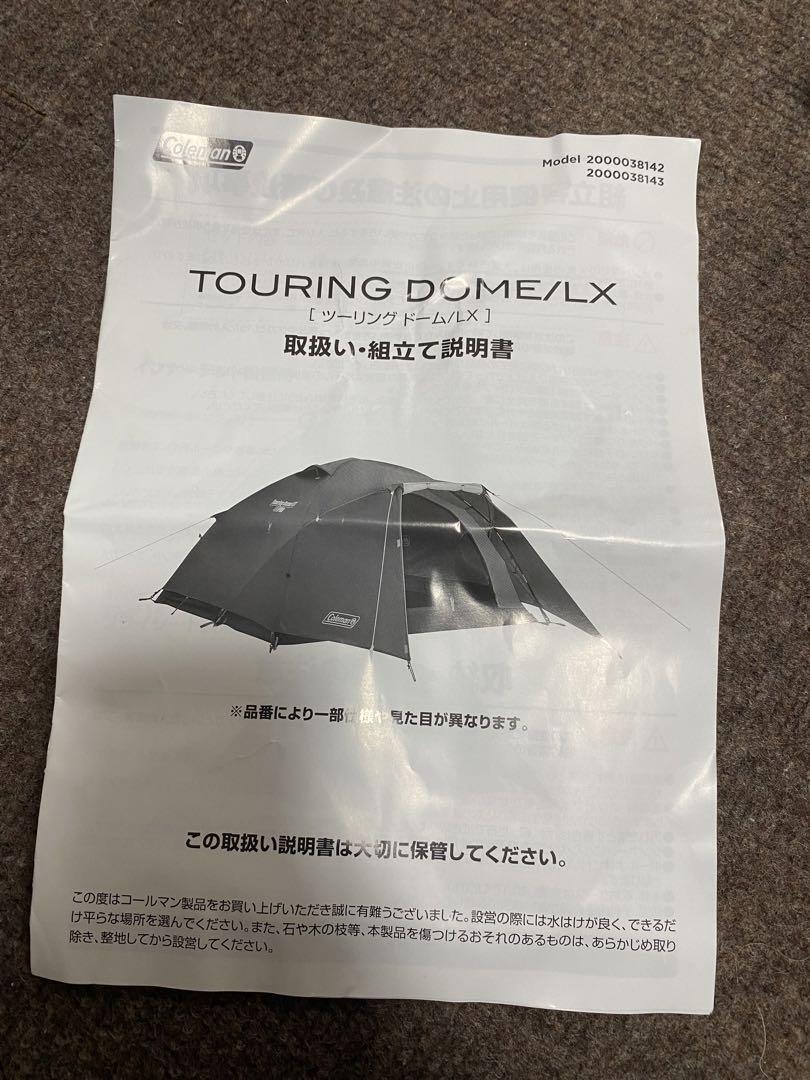 Coleman
Model 2000038142
2000038143
TOURING DOME/LX
[ ツーリング ドーム/LX ]
取扱い・組立て説明書
Coleman
※品番により一部仕様や見た目が異なります。
この取扱い説明書は大切に保管してください。
この度はコールマン製品をお買い上げいただき誠に有難うございました。設営の際には水はけが良く、できるだ
け平らな場所を選んでください。また、石や木の枝等、本製品を傷つけるおそれのあるものは、あらかじめ取り
除き、整地してから設営してください。